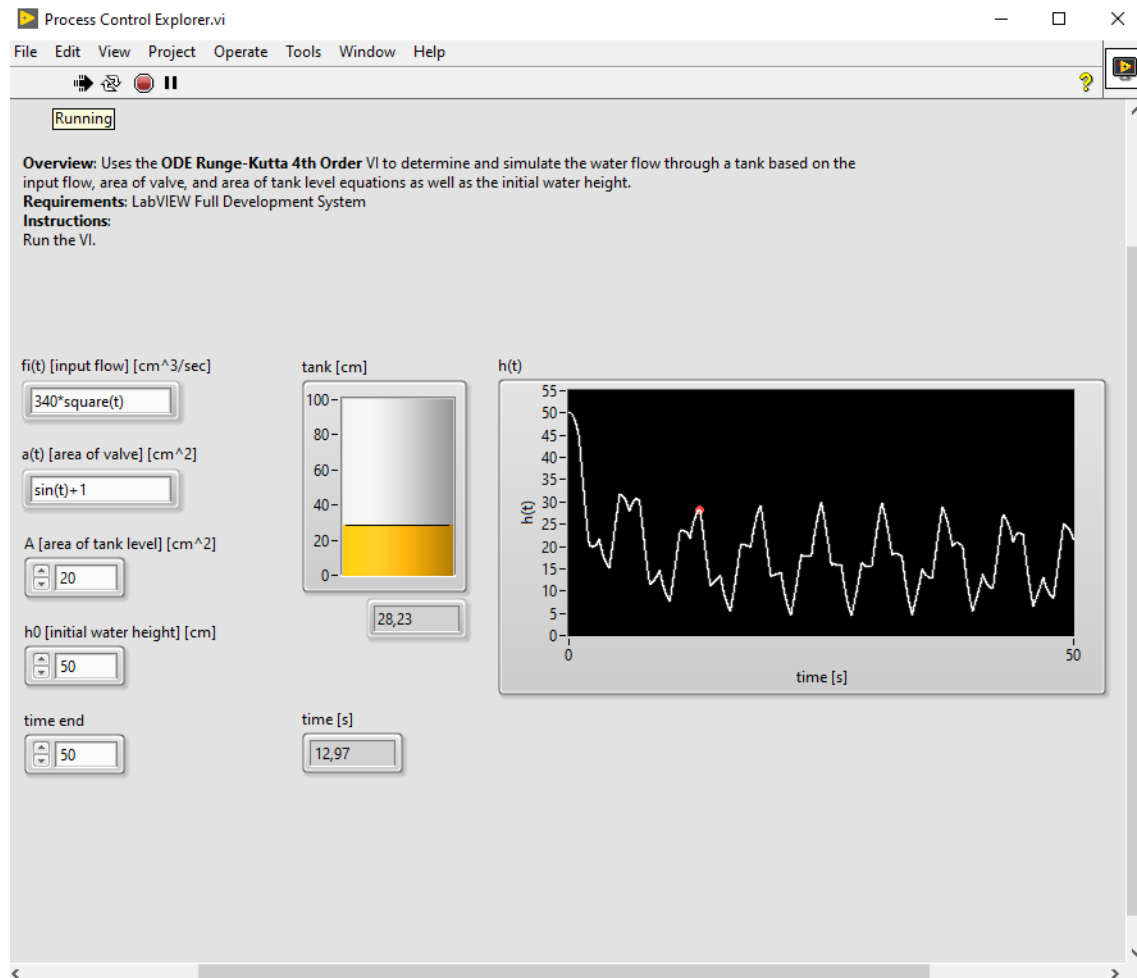 Process Control Explorer.vi
File Edit View Project Operate Tools Window Help
?
Running
Overview: Uses the ODE Runge-Kutta 4th Order VI to determine and simulate the water flow through a tank based on the
input flow, area of valve, and area of tank level equations as well as the initial water height.
Requirements: LabVIEW Full Development System
Instructions:
Run the VI.
fi(t) [input flow] [cm^3/sec]
340*square(t)
a(t) [area of valve] [cm^2]
sin(t)+1
A [area of tank level] [cm^2]
20
h0 [initial water height] [cm]
50
time end
50
tank [cm]
100
80
60
40
20
0
28,23
time [s]
12,97
h(t)
h(t)
55
50
45
40
35
30
25
20
15
10
5
0
0 50
time [s]